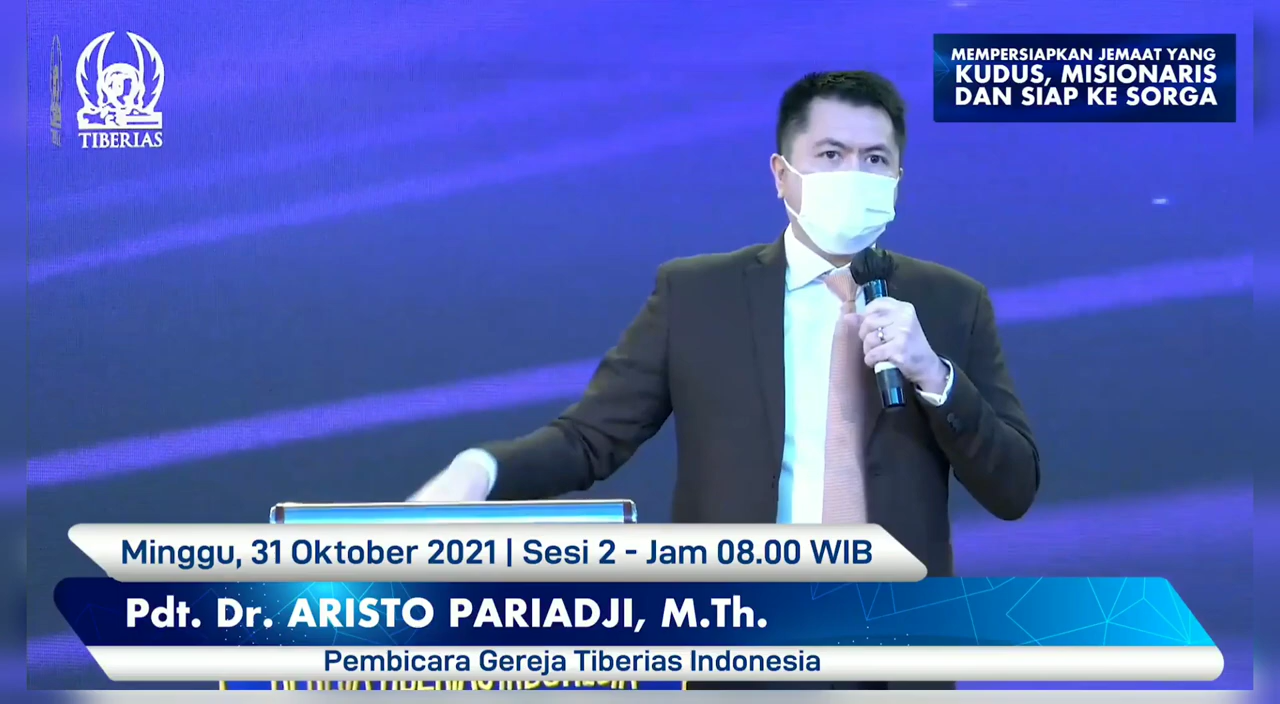 TIBERIAS
MEMPERSIAPKAN JEMAAT YANG
KUDUS, MISIONARIS
DAN SIAP KE SORGA
Minggu, 31 Oktober 2021 | Sesi 2 - Jam 08.00 WIB
Pdt. Dr. ARISTO PARIADJI, M.Th.
Pembicara Gereja Tiberias Indonesia